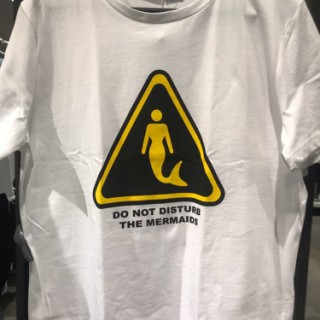 DO NOT DISTURB
THE MERMAIDS